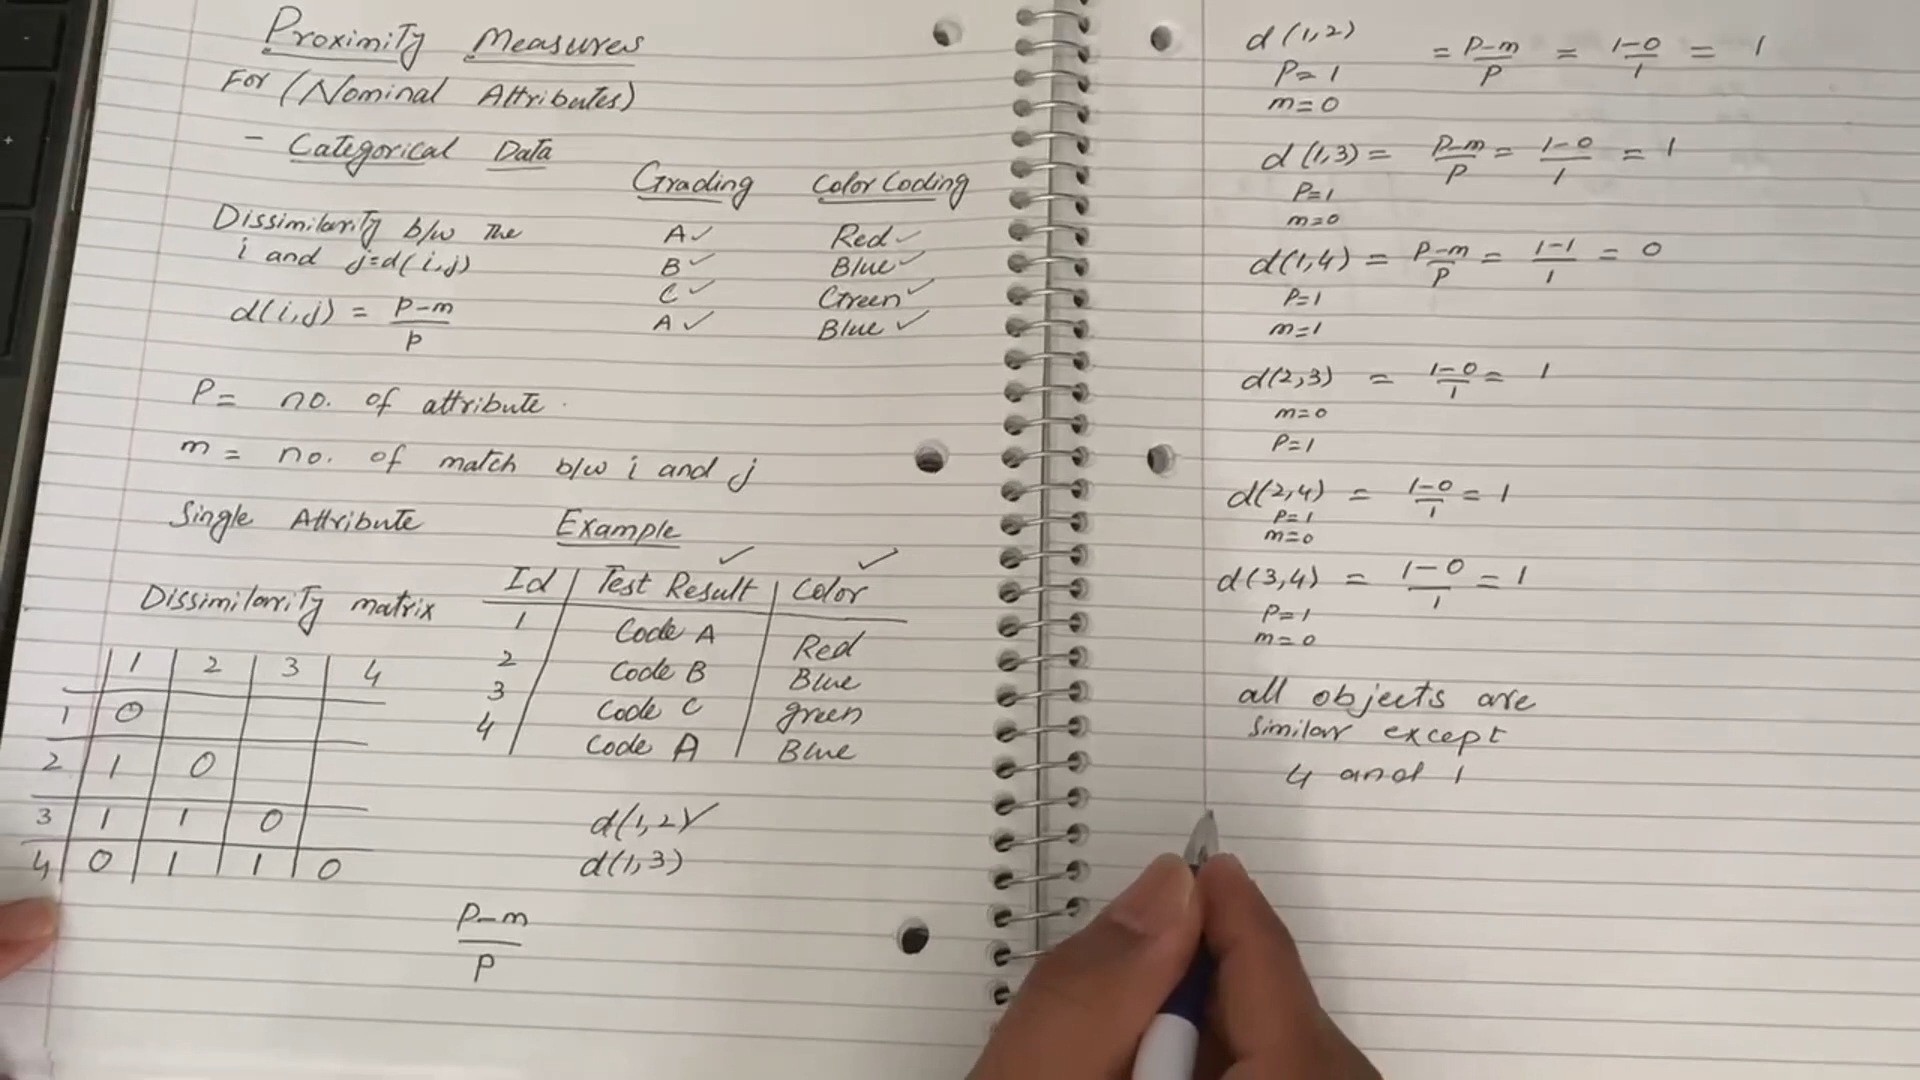 Proximity Measures
For (Nominal Attributes)
- Categorical Data
Grading Color Coding
A ✓ Red ✓
B ✓ Blue ✓
C ✓ Green ✓
A ✓ Blue ✓
Dissimilarity b/w the
i and j = d(i,j)
d(i,j) = p-m
p
P = no. of attribute
m = no. of match b/w i and j
Single Attribute
Example
✓ ✓
Id Test Result Color
1 Code A Red
2 Code B Blue
3 Code C green
4 Code A Blue
Dissimilarity matrix
1 2 3 4
1 0
2 1 0
3 1 1 0
4 0 1 1 0
d(1,2) ✓
d(1,3)
P-m
P
d(1,2) = P-m / P = 1-0 / 1 = 1
P=1
m=0
d(1,3) = P-m / P = 1-0 / 1 = 1
P=1
m=0
d(1,4) = P-m / P = 1-1 / 1 = 0
P=1
m=1
d(2,3) = 1-0 / 1 = 1
m=0
P=1
d(2,4) = 1-0 / 1 = 1
P=1
m=0
d(3,4) = 1-0 / 1 = 1
P=1
m=0
all objects are
Similar except
4 and 1